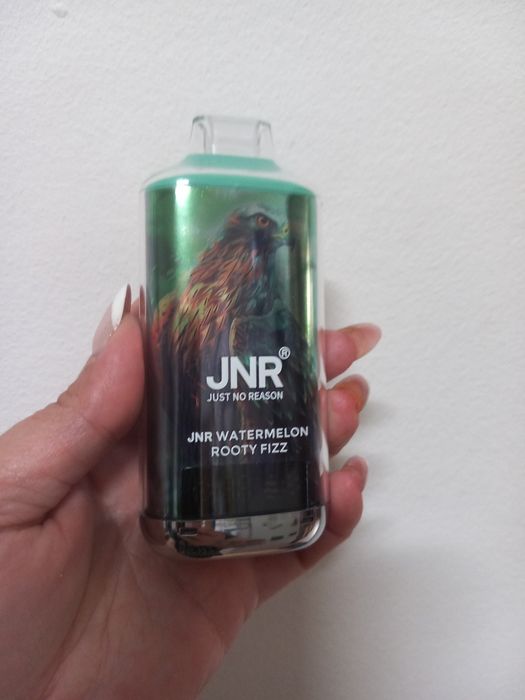 JNR®
JUST NO REASON
JNR WATERMELON
ROOTY FIZZ